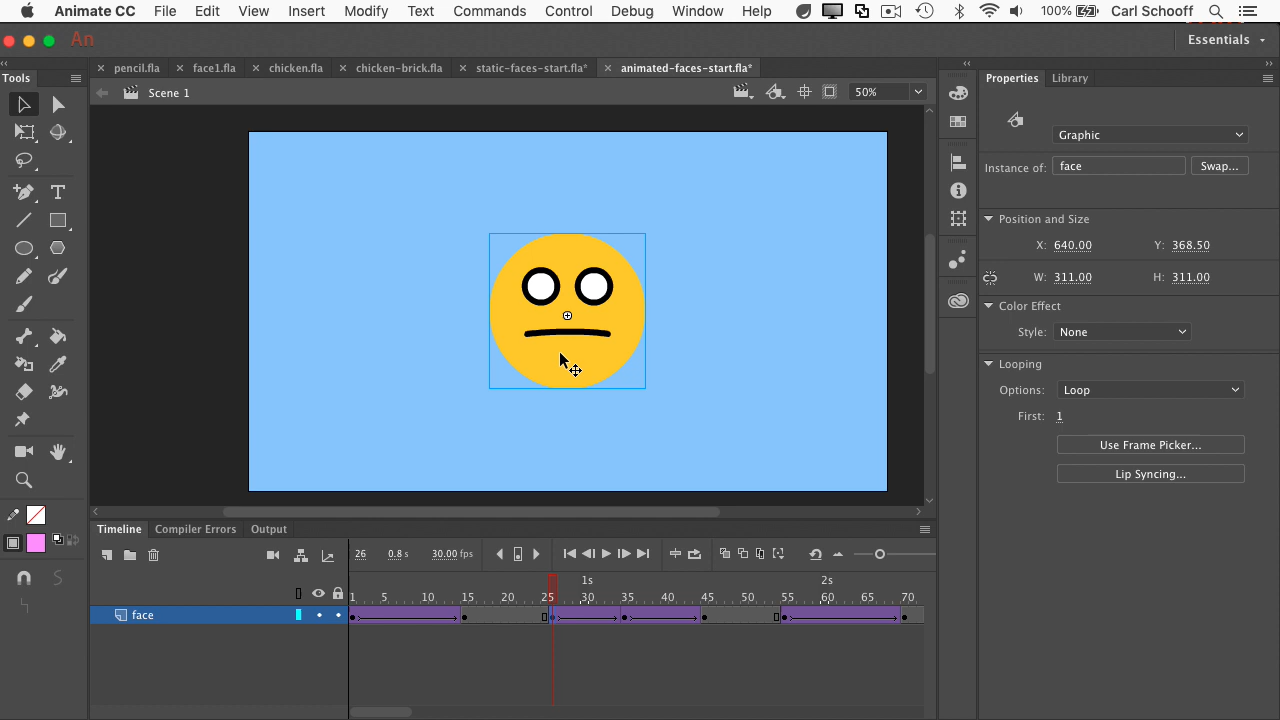 Animate CC File Edit View Insert Modify Text Commands Control Debug Window Help 100% Carl Schooff
An Essentials
Tools pencil.fla face1.fla chicken.fla chicken-brick.fla static-faces-start.fla* animated-faces-start.fla* Properties Library
Scene 1 50%
Graphic
Instance of: face Swap...
Position and Size
X: 640.00 Y: 368.50
W: 311.00 H: 311.00
Color Effect
Style: None
Looping
Options: Loop
First: 1
Use Frame Picker...
Lip Syncing...
Timeline Compiler Errors Output
26 0.8 s 30.00 fps
1s 2s
1 5 10 15 20 25 30 35 40 45 50 55 60 65 70
face